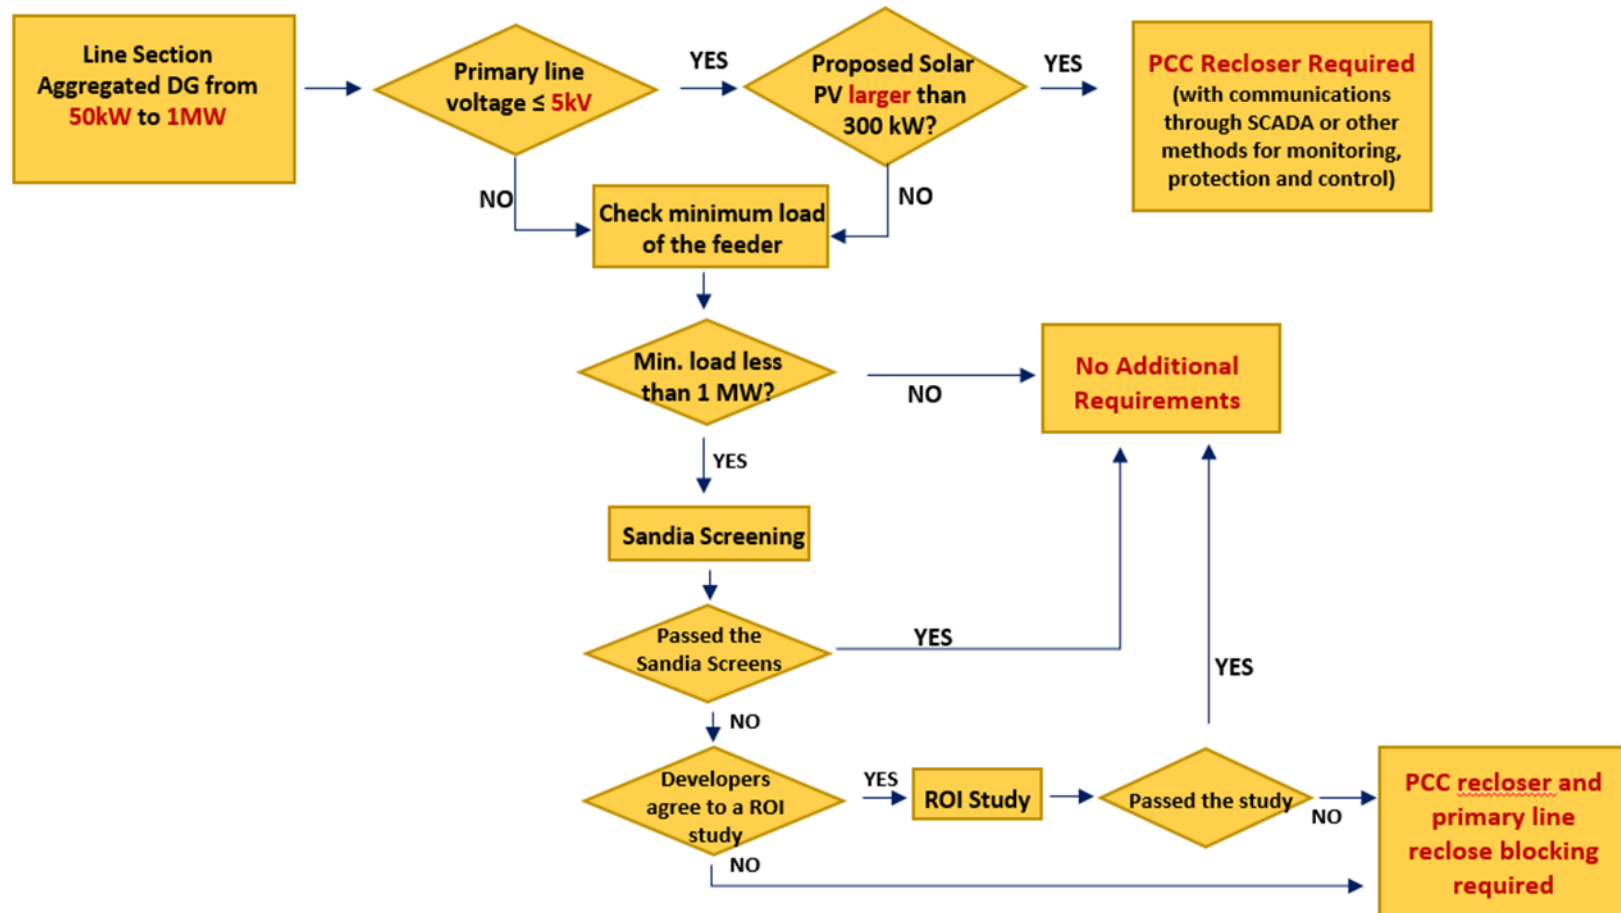 Line Section
Aggregated DG from
50kW to 1MW
Primary line
voltage ≤ 5kV
YES
Proposed Solar
PV larger than
300 kW?
YES
PCC Recloser Required
(with communications
through SCADA or other
methods for monitoring,
protection and control)
NO
NO
Check minimum load
of the feeder
Min. load less
than 1 MW?
NO
No Additional
Requirements
YES
Sandia Screening
Passed the
Sandia Screens
YES
YES
NO
Developers
agree to a ROI
study
YES
ROI Study
Passed the study
NO
PCC recloser and
primary line
reclose blocking
required
NO